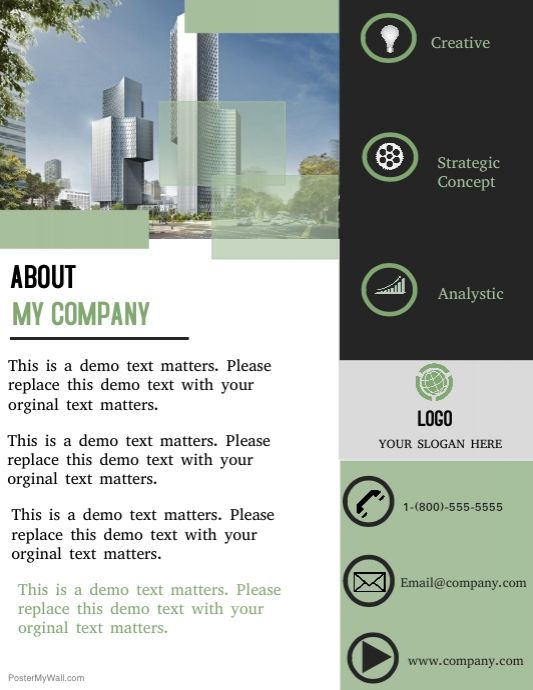 Creative
Strategic
Concept
Analystic
ABOUT
MY COMPANY
This is a demo text matters. Please
replace this demo text with your
orginal text matters.
This is a demo text matters. Please
replace this demo text with your
orginal text matters.
This is a demo text matters. Please
replace this demo text with your
orginal text matters.
This is a demo text matters. Please
replace this demo text with your
orginal text matters.
LOGO
YOUR SLOGAN HERE
1-(800)-555-5555
Email@company.com
www.company.com
PosterMyWall.com